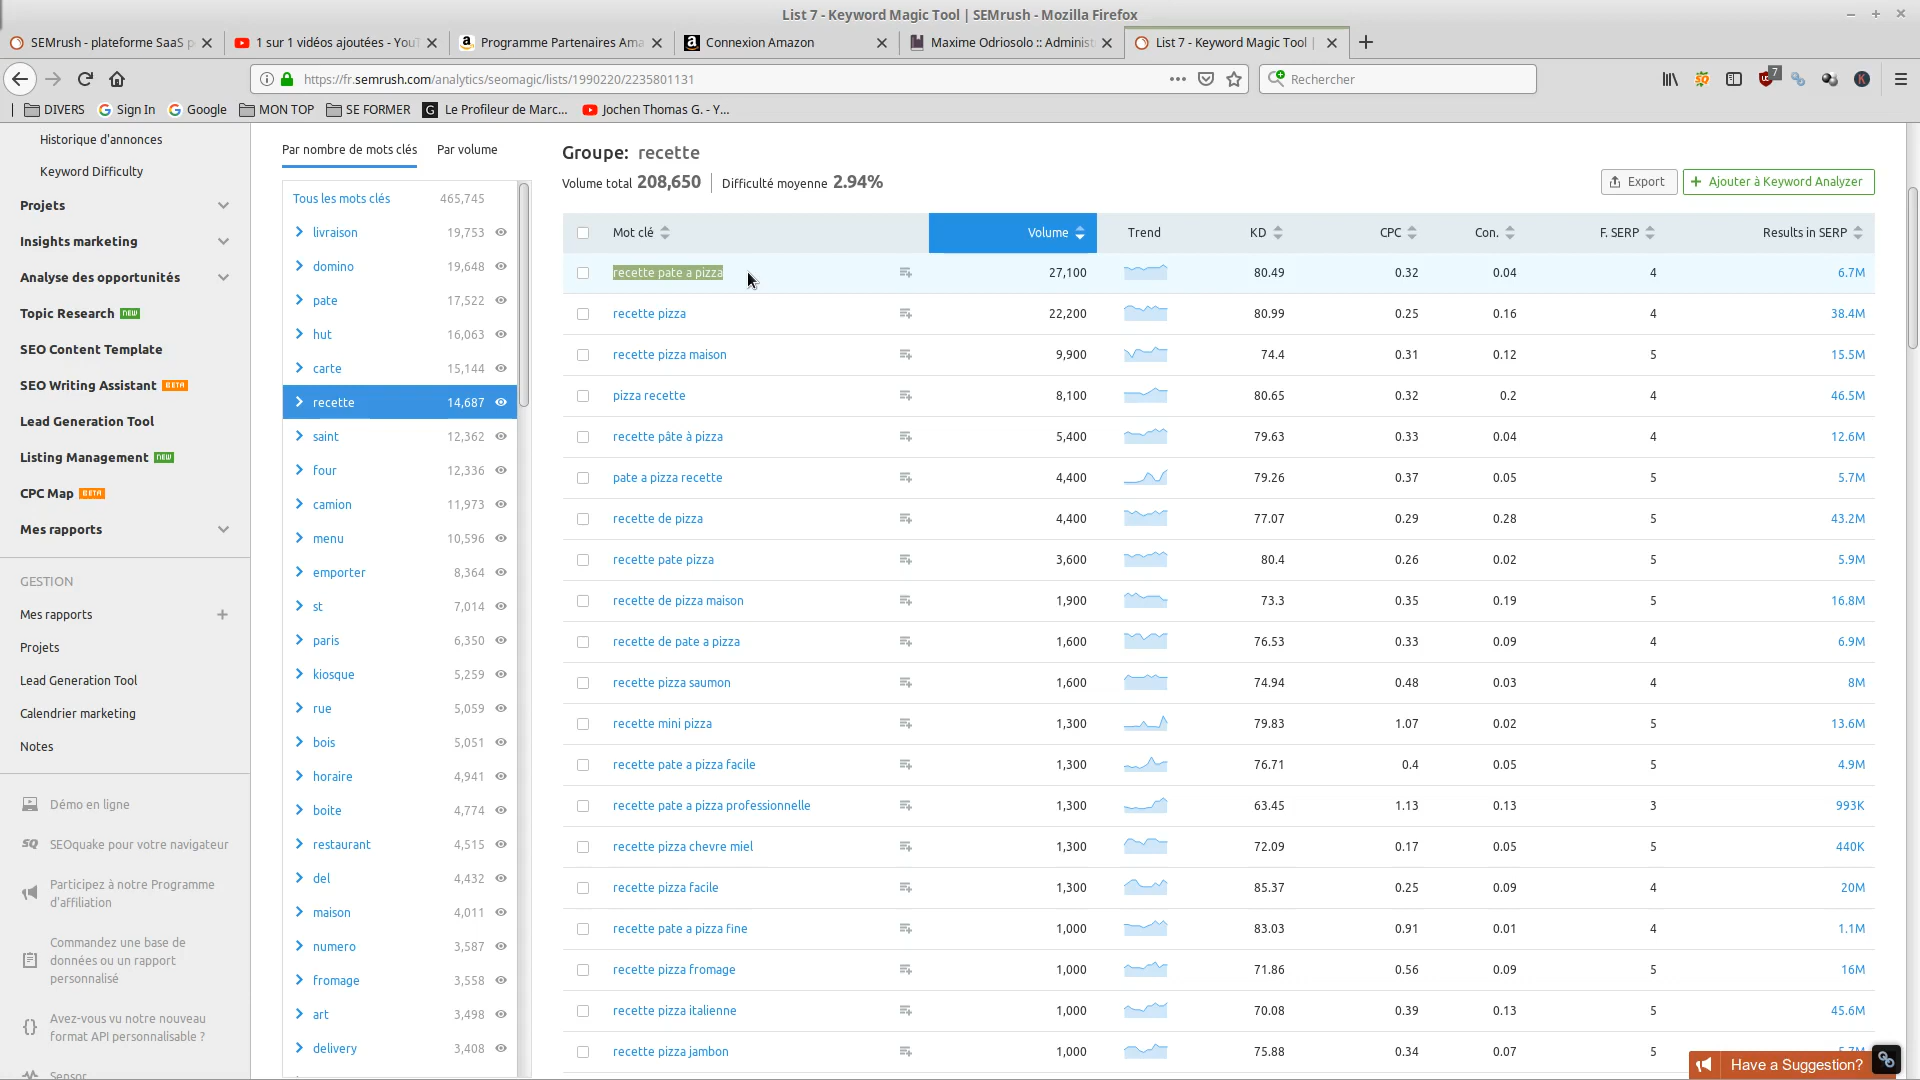 List 7 - Keyword Magic Tool | SEMrush - Mozilla Firefox
SEMrush - plateforme SaaS p
1 sur 1 vidéos ajoutées - YouT
Programme Partenaires Ama
Connexion Amazon
Maxime Odriosolo :: Administ
List 7 - Keyword Magic Tool |
https://fr.semrush.com/analytics/seomagic/lists/1990220/2235801131
Rechercher
7
DIVERS
Sign In
Google
MON TOP
SE FORMER
Le Profileur de Marc...
Jochen Thomas G. - Y...
Historique d'annonces
Keyword Difficulty
Projets
Insights marketing
Analyse des opportunités
Topic Research NEW
SEO Content Template
SEO Writing Assistant BETA
Lead Generation Tool
Listing Management NEW
CPC Map BETA
Mes rapports
GESTION
Mes rapports
Projets
Lead Generation Tool
Calendrier marketing
Notes
Démo en ligne
SEOquake pour votre navigateur
Participez à notre Programme
d'affiliation
Commandez une base de
données ou un rapport
personnalisé
Avez-vous vu notre nouveau
format API personnalisable ?
Sensor
Par nombre de mots clés
Par volume
Tous les mots clés 465,745
livraison 19,753
domino 19,648
pate 17,522
hut 16,063
carte 15,144
recette 14,687
saint 12,362
four 12,336
camion 11,973
menu 10,596
emporter 8,364
st 7,014
paris 6,350
kiosque 5,259
rue 5,059
bois 5,051
horaire 4,941
boite 4,774
restaurant 4,515
del 4,432
maison 4,011
numero 3,587
fromage 3,558
art 3,498
delivery 3,408
Groupe: recette
Volume total 208,650 Difficulté moyenne 2.94%
Export
+ Ajouter à Keyword Analyzer
Mot clé Volume Trend KD CPC Con. F. SERP Results in SERP
recette pate a pizza 27,100 80.49 0.32 0.04 4 6.7M
recette pizza 22,200 80.99 0.25 0.16 4 38.4M
recette pizza maison 9,900 74.4 0.31 0.12 5 15.5M
pizza recette 8,100 80.65 0.32 0.2 4 46.5M
recette pâte à pizza 5,400 79.63 0.33 0.04 4 12.6M
pate a pizza recette 4,400 79.26 0.37 0.05 5 5.7M
recette de pizza 4,400 77.07 0.29 0.28 5 43.2M
recette pate pizza 3,600 80.4 0.26 0.02 5 5.9M
recette de pizza maison 1,900 73.3 0.35 0.19 5 16.8M
recette de pate a pizza 1,600 76.53 0.33 0.09 4 6.9M
recette pizza saumon 1,600 74.94 0.48 0.03 4 8M
recette mini pizza 1,300 79.83 1.07 0.02 5 13.6M
recette pate a pizza facile 1,300 76.71 0.4 0.05 5 4.9M
recette pate a pizza professionnelle 1,300 63.45 1.13 0.13 3 993K
recette pizza chevre miel 1,300 72.09 0.17 0.05 5 440K
recette pizza facile 1,300 85.37 0.25 0.09 4 20M
recette pate a pizza fine 1,000 83.03 0.91 0.01 4 1.1M
recette pizza fromage 1,000 71.86 0.56 0.09 5 16M
recette pizza italienne 1,000 70.08 0.39 0.13 5 45.6M
recette pizza jambon 1,000 75.88 0.34 0.07 5
Have a Suggestion?